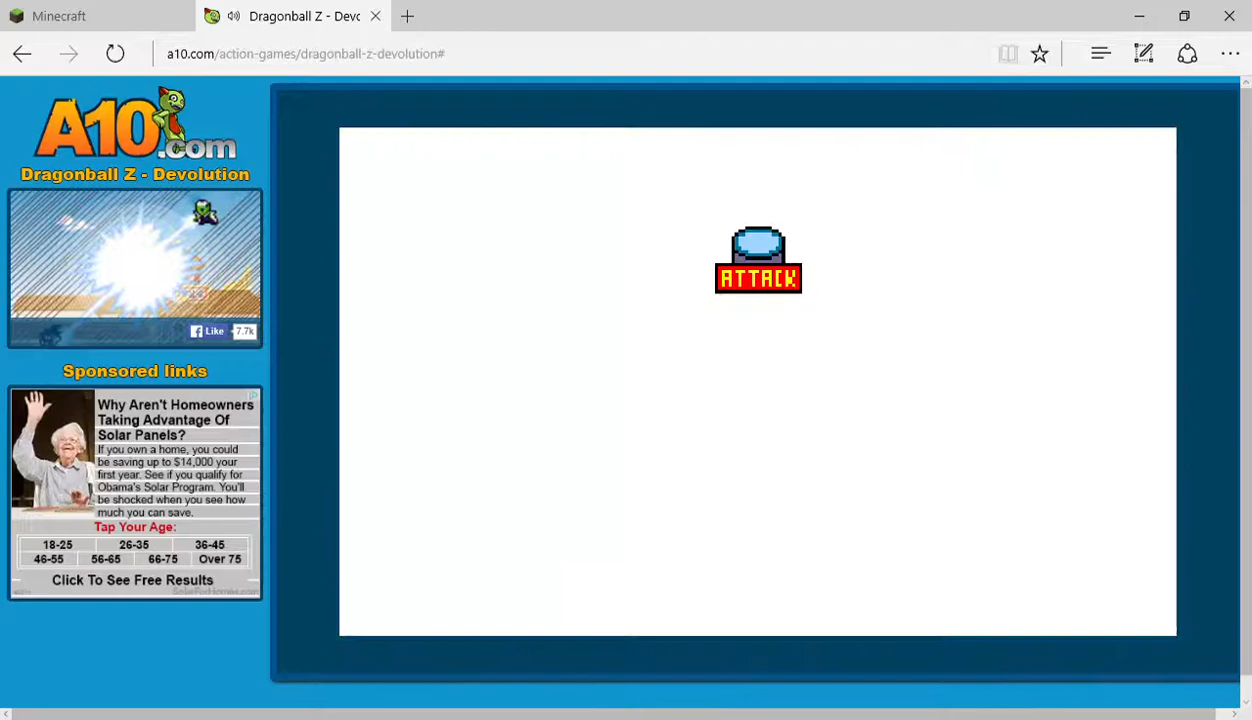 Minecraft
Dragonball Z - Devo
a10.com/action-games/dragonball-z-devolution#
A10.com
Dragonball Z - Devolution
Like 7.7k
Sponsored links
Why Aren't Homeowners
Taking Advantage Of
Solar Panels?
If you own a home, you could
be saving up to $14,000 your
first year. See if you qualify for
Obama's Solar Program. You'll
be shocked when you see how
much you can save.
Tap Your Age:
18-25 26-35 36-45
46-55 56-65 66-75 Over 75
Click To See Free Results
SolarForHomes.com
ATTACK